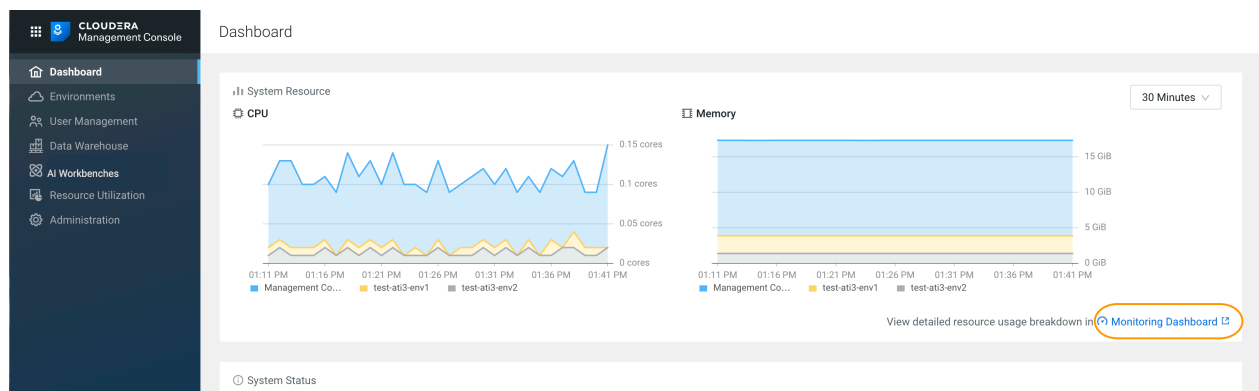 CLOUDERA
Management Console
Dashboard
Dashboard
Environments
User Management
Data Warehouse
AI Workbenches
Resource Utilization
Administration
System Resource
30 Minutes
CPU
0.15 cores
0.1 cores
0.05 cores
0 cores
01:11 PM 01:16 PM 01:21 PM 01:26 PM 01:31 PM 01:36 PM 01:41 PM
Management Co... test-ati3-env1 test-ati3-env2
Memory
15 GiB
10 GiB
5 GiB
0 GiB
01:11 PM 01:16 PM 01:21 PM 01:26 PM 01:31 PM 01:36 PM 01:41 PM
Management Co... test-ati3-env1 test-ati3-env2
View detailed resource usage breakdown in Monitoring Dashboard
System Status